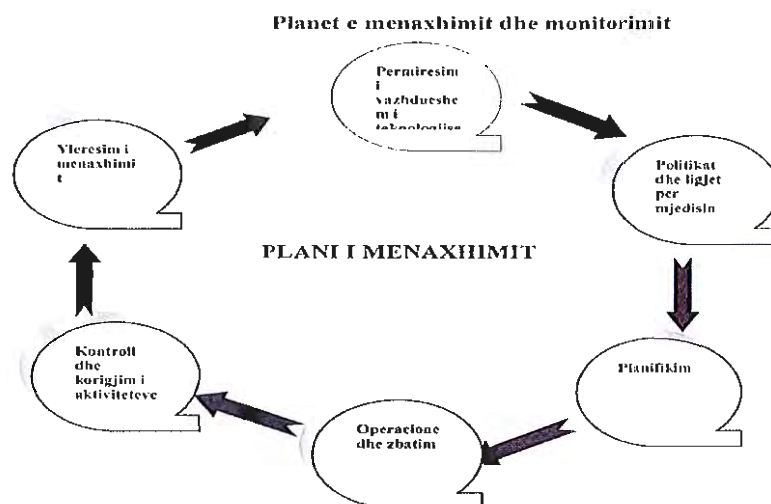 Planet e menaxhimit dhe monitorimit
Permiresim
i
vazhdueshe
m i
teknologjise
Vleresim i
menaxhimi
t
Politikat
dhe ligjet
per
mjedisin
PLANI I MENAXHIMIT
Kontroll
dhe
korigjim i
aktiviteteve
Planifikim
Operacione
dhe zbatim